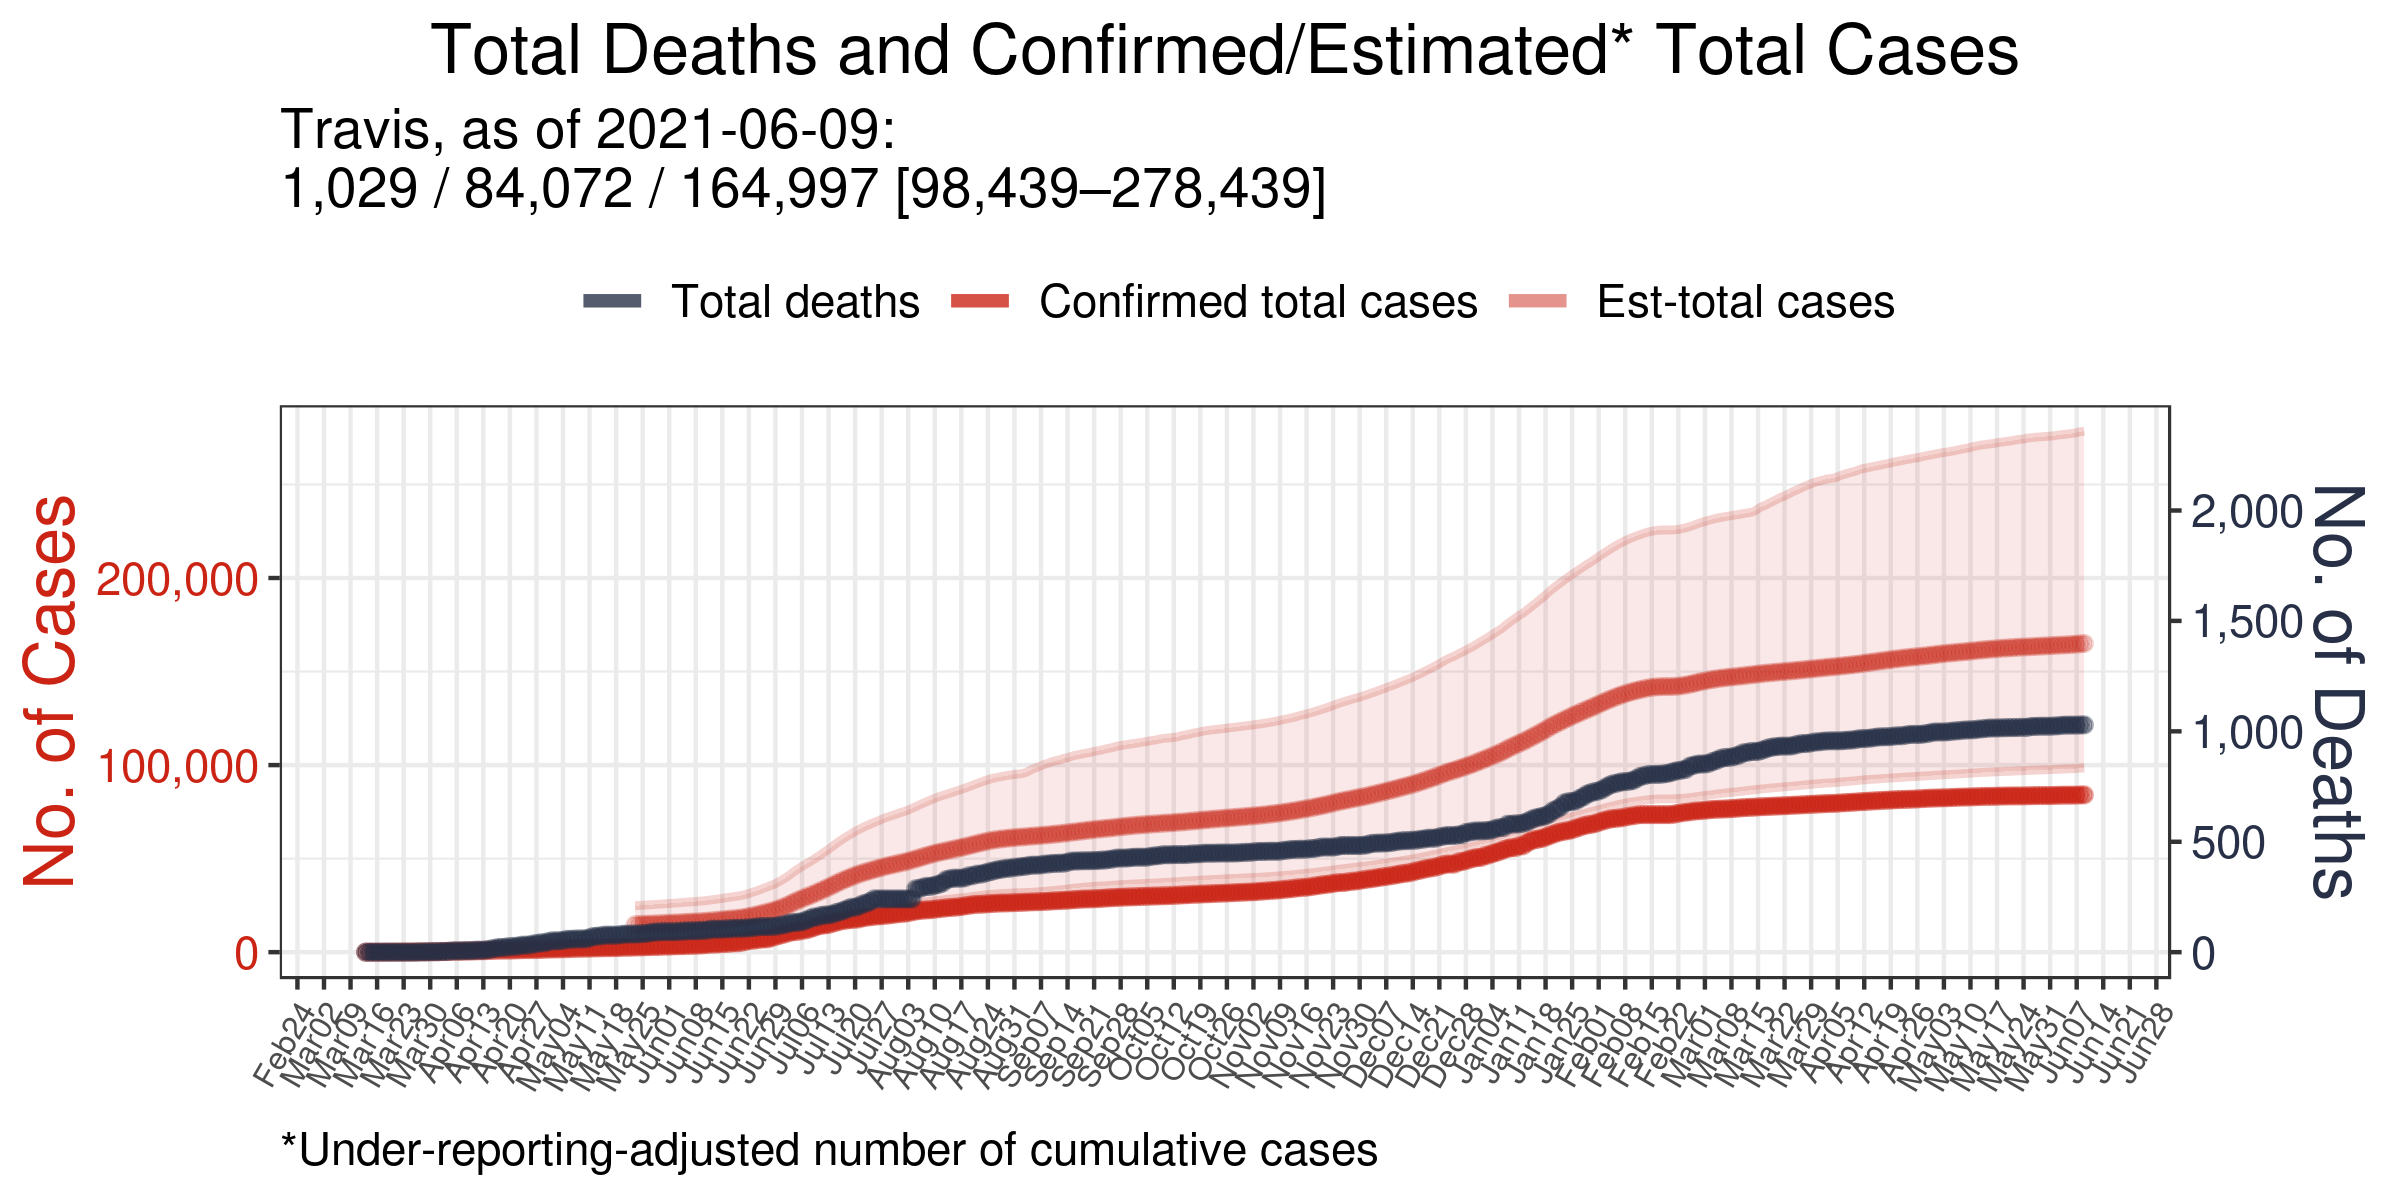 Total Deaths and Confirmed/Estimated* Total Cases
Travis, as of 2021-06-09:
1,029 / 84,072 / 164,997 [98,439–278,439]
Total deaths
Confirmed total cases
Est-total cases
No. of Cases
200,000
100,000
0
2,000
1,500
1,000
500
0
No. of Deaths
Feb24
Mar02
Mar09
Mar16
Mar23
Mar30
Apr06
Apr13
Apr20
Apr27
May04
May11
May18
May25
Jun01
Jun08
Jun15
Jun22
Jun29
Jul06
Jul13
Jul20
Jul27
Aug03
Aug10
Aug17
Aug24
Aug31
Sep07
Sep14
Sep21
Sep28
Oct05
Oct12
Oct19
Oct26
Nov02
Nov09
Nov16
Nov23
Nov30
Dec07
Dec14
Dec21
Dec28
Jan04
Jan11
Jan18
Jan25
Feb01
Feb08
Feb15
Feb22
Mar01
Mar08
Mar15
Mar22
Mar29
Apr05
Apr12
Apr19
Apr26
May03
May10
May17
May24
May31
Jun07
Jun14
Jun21
Jun28
*Under-reporting-adjusted number of cumulative cases